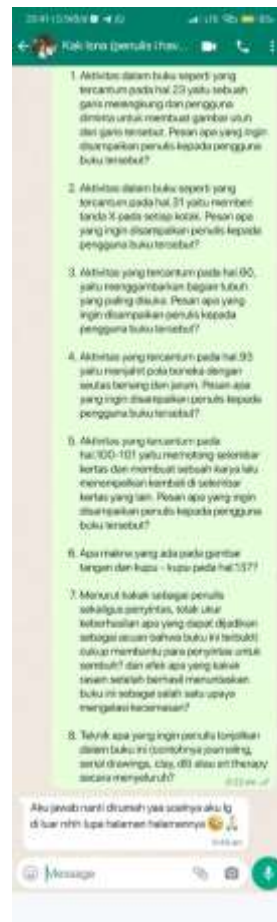 Kak Iona (penulis I hav...
1. Aktivitas dalam buku seperti yang
tercantum pada hal. 23 yaitu sebuah
garis melengkung dan pengguna
diminta untuk membuat gambar utuh
dari garis tersebut. Pesan apa yang ingin
disampaikan penulis kepada pengguna
buku tersebut?
2. Aktivitas dalam buku seperti yang
tercantum pada hal. 31 yaitu memberi
tanda X pada setiap kotak. Pesan apa
yang ingin disampaikan penulis kepada
pengguna buku tersebut?
3. Aktivitas yang tercantum pada hal 60,
yaitu menggambarkan bagian tubuh
yang paling disuka. Pesan apa yang
ingin disampaikan penulis kepada
pengguna buku tersebut?
4. Aktivitas yang tercantum pada hal.93
yaitu menjahit pola boneka dengan
seutas benang dan jarum. Pesan apa
yang ingin disampaikan penulis kepada
pengguna buku tersebut?
5. Aktivitas yang tercantum pada
hal.100-101 yaitu memotong selembar
kertas dan membuat sebuah karya lalu
menempelkan kembali di selembar
kertas yang lain. Pesan apa yang ingin
disampaikan penulis kepada pengguna
buku tersebut?
6. Apa makna yang ada pada gambar
tangan dan kupu - kupu pada hal.137?
7. Menurut kakak sebagai penulis
sekaligus penyintas, tolak ukur
keberhasilan apa yang dapat dijadikan
sebagai acuan bahwa buku ini terbukti
cukup membantu para penyintas untuk
sembuh? dan efek apa yang kakak
rasain setelah berhasil menuntaskan
buku ini sebagai salah satu upaya
mengatasi kecemasan?
8. Teknik apa yang ingin penulis tonjolkan
dalam buku ini (contohnya journaling,
serial drawings, clay, dll) atau art therapy
secara menyeluruh?
Aku jawab nanti dirumah yaa soalnya aku lg
di luar nihh lupa halaman halamannya
Message